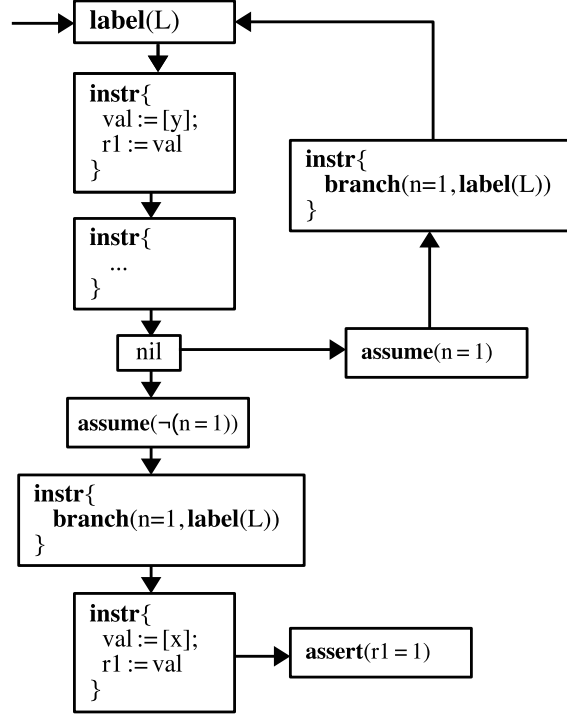 label(L)
instr{
val := [y];
r1 := val
}
instr{
...
}
nil
assume(n = 1)
instr{
branch(n=1, label(L))
}
assume(¬(n = 1))
instr{
branch(n=1, label(L))
}
instr{
val := [x];
r1 := val
}
assert(r1 = 1)